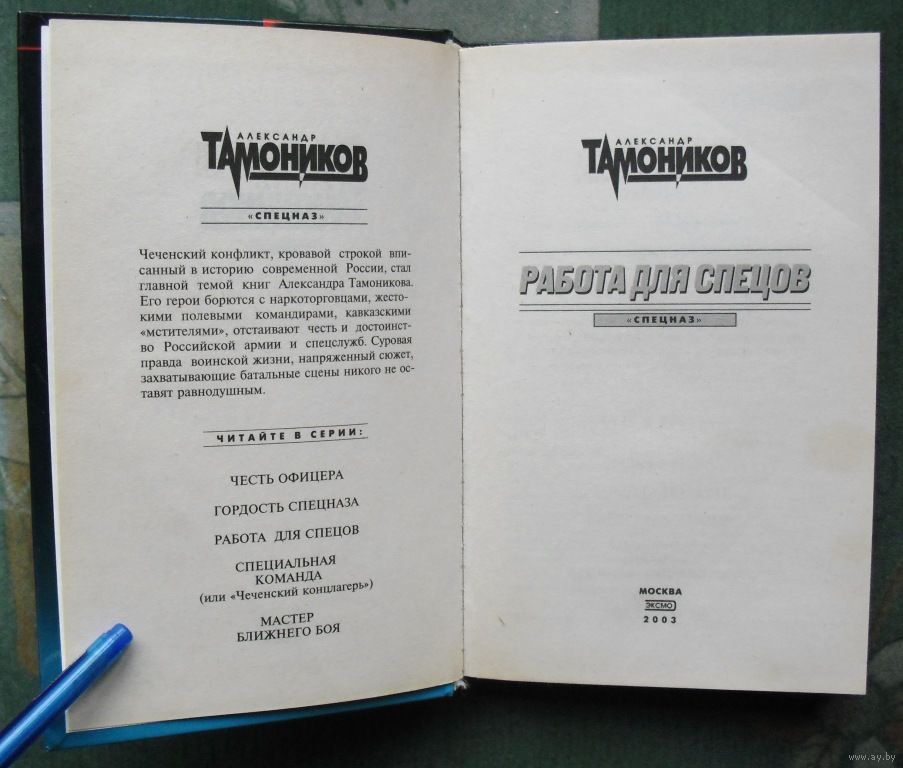 АЛЕКСАНДР
ТАМОНИКОВ
«СПЕЦНАЗ»
Чеченский конфликт, кровавой строкой впи-
санный в историю современной России, стал
главной темой книг Александра Тамоникова.
Его герои борются с наркоторговцами, жесто-
кими полевыми командирами, кавказскими
«мстителями», отстаивают честь и достоинст-
во Российской армии и спецслужб. Суровая
правда воинской жизни, напряженный сюжет,
захватывающие батальные сцены никого не ос-
тавят равнодушным.
ЧИТАЙТЕ В СЕРИИ:
ЧЕСТЬ ОФИЦЕРА
ГОРДОСТЬ СПЕЦНАЗА
РАБОТА ДЛЯ СПЕЦОВ
СПЕЦИАЛЬНАЯ
КОМАНДА
(или «Чеченский концлагерь»)
МАСТЕР
БЛИЖНЕГО БОЯ
АЛЕКСАНДР
ТАМОНИКОВ
РАБОТА ДЛЯ СПЕЦОВ
«СПЕЦНАЗ»
МОСКВА
ЭКСМО
2003
www.ay.by